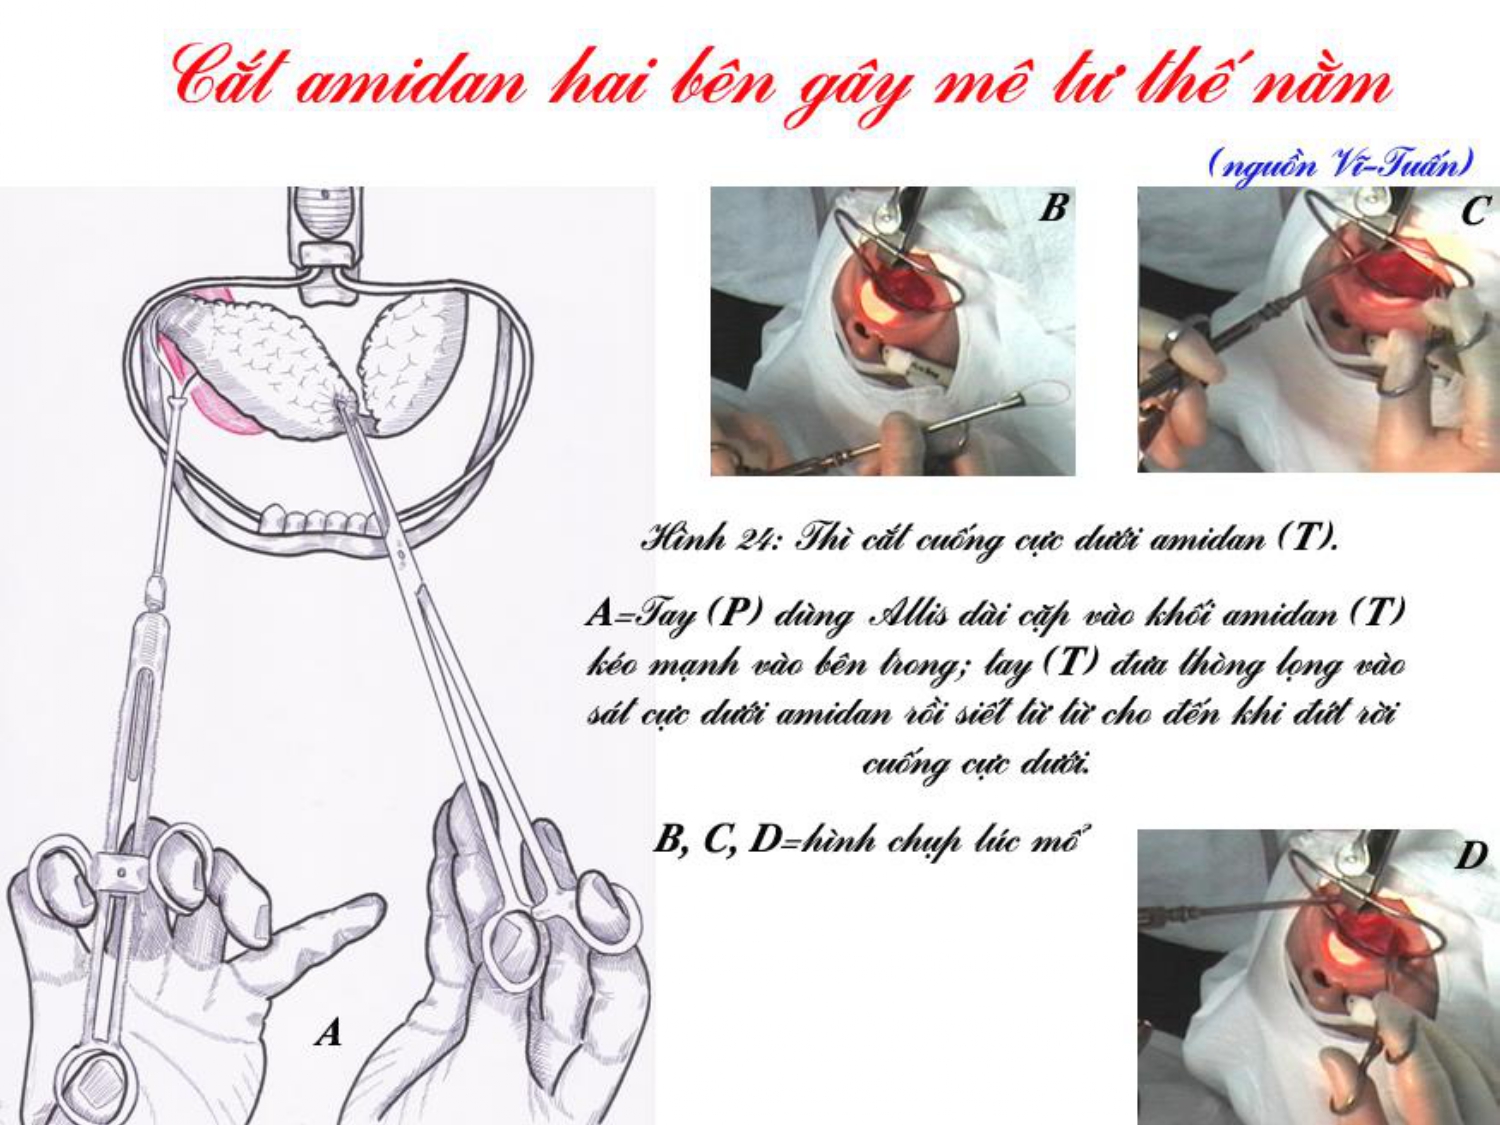 Cắt amidan hai bên gây mê tư thế nằm
(nguồn Vĩ-Tuấn)
B
C
Hình 24: Thì cắt cuống cực dưới amidan (T).
A=Tay (P) dùng Allis dài cặp vào khối amidan (T)
kéo mạnh vào bên trong; tay (T) đưa thòng lọng vào
sát cực dưới amidan rồi siết từ từ cho đến khi đứt rời
cuống cực dưới.
B, C, D=hình chụp lúc mổ
D
A